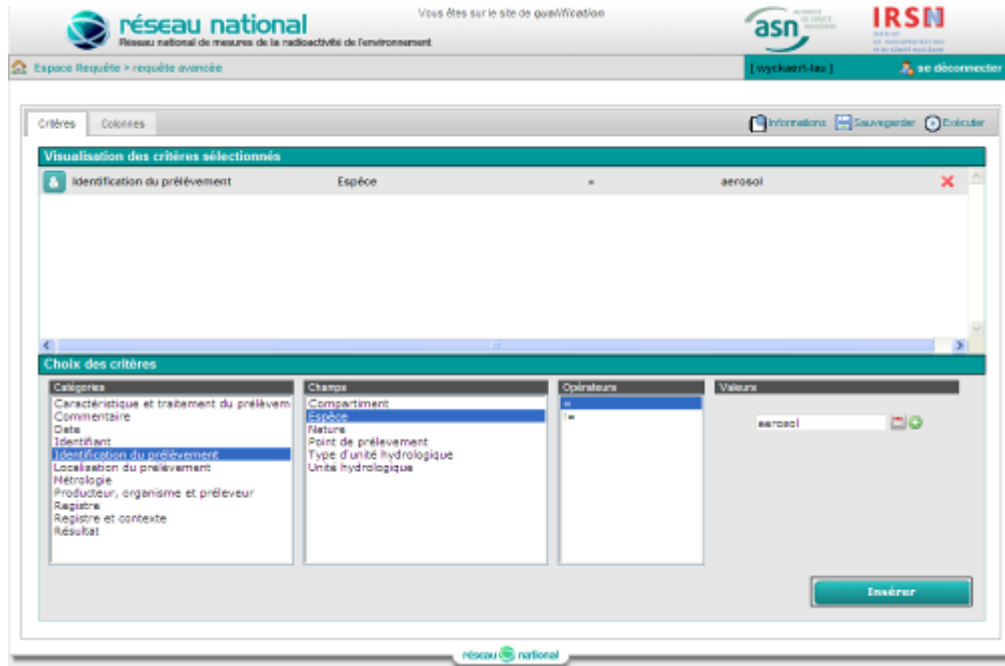 Vous êtes sur le site de qualification
réseau national
Réseau national de mesures de la radioactivité de l'environnement
asn
IRSN
Espace Requête > requête avancée
[ wyckaert-lau ]
se déconnecter
Critères
Colonnes
Informations
Sauvegarder
Exécuter
Visualisation des critères sélectionnés
& Identification du prélèvement Espèce = aerosol
Choix des critères
Catégories
Caractéristique et traitement du prélèvem
Commentaire
Date
Identifiant
Identification du prélèvement
Localisation du prelèvement
Métrologie
Producteur, organisme et préleveur
Registre
Registre et contexte
Résultat
Champs
Compartiment
Espèce
Nature
Point de prélevement
Type d'unité hydrologique
Unité hydrologique
Opérateurs
=
!=
Valeurs
aerosol
Insérer
réseau national